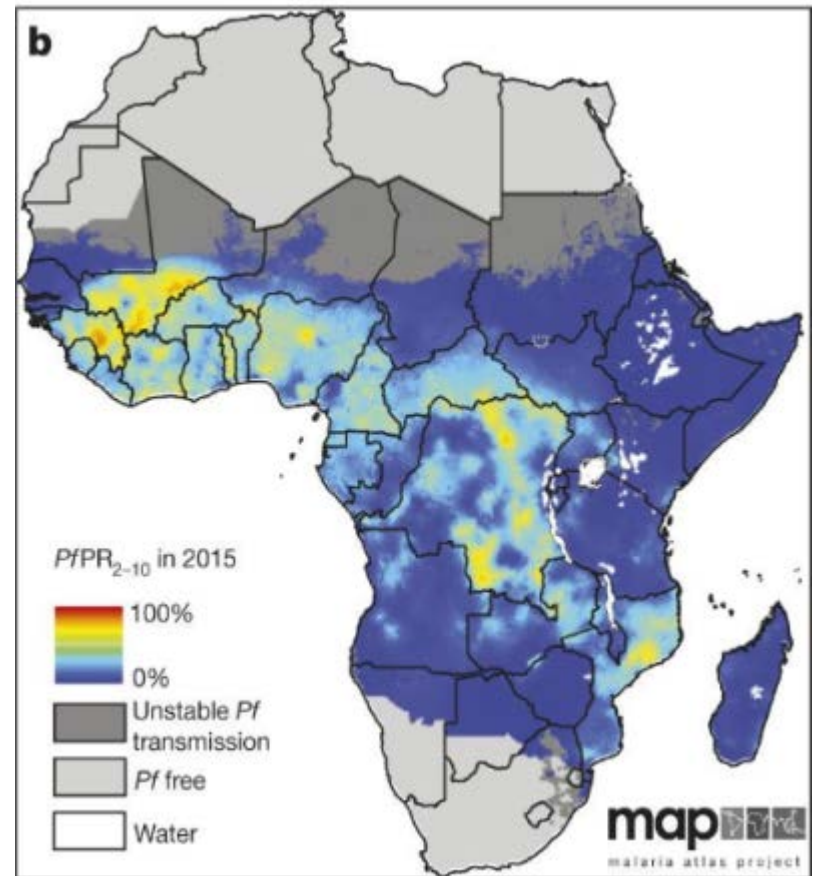 b
PfPR2–10 in 2015
100%
0%
Unstable Pf
transmission
Pf free
Water
map
malaria atlas project